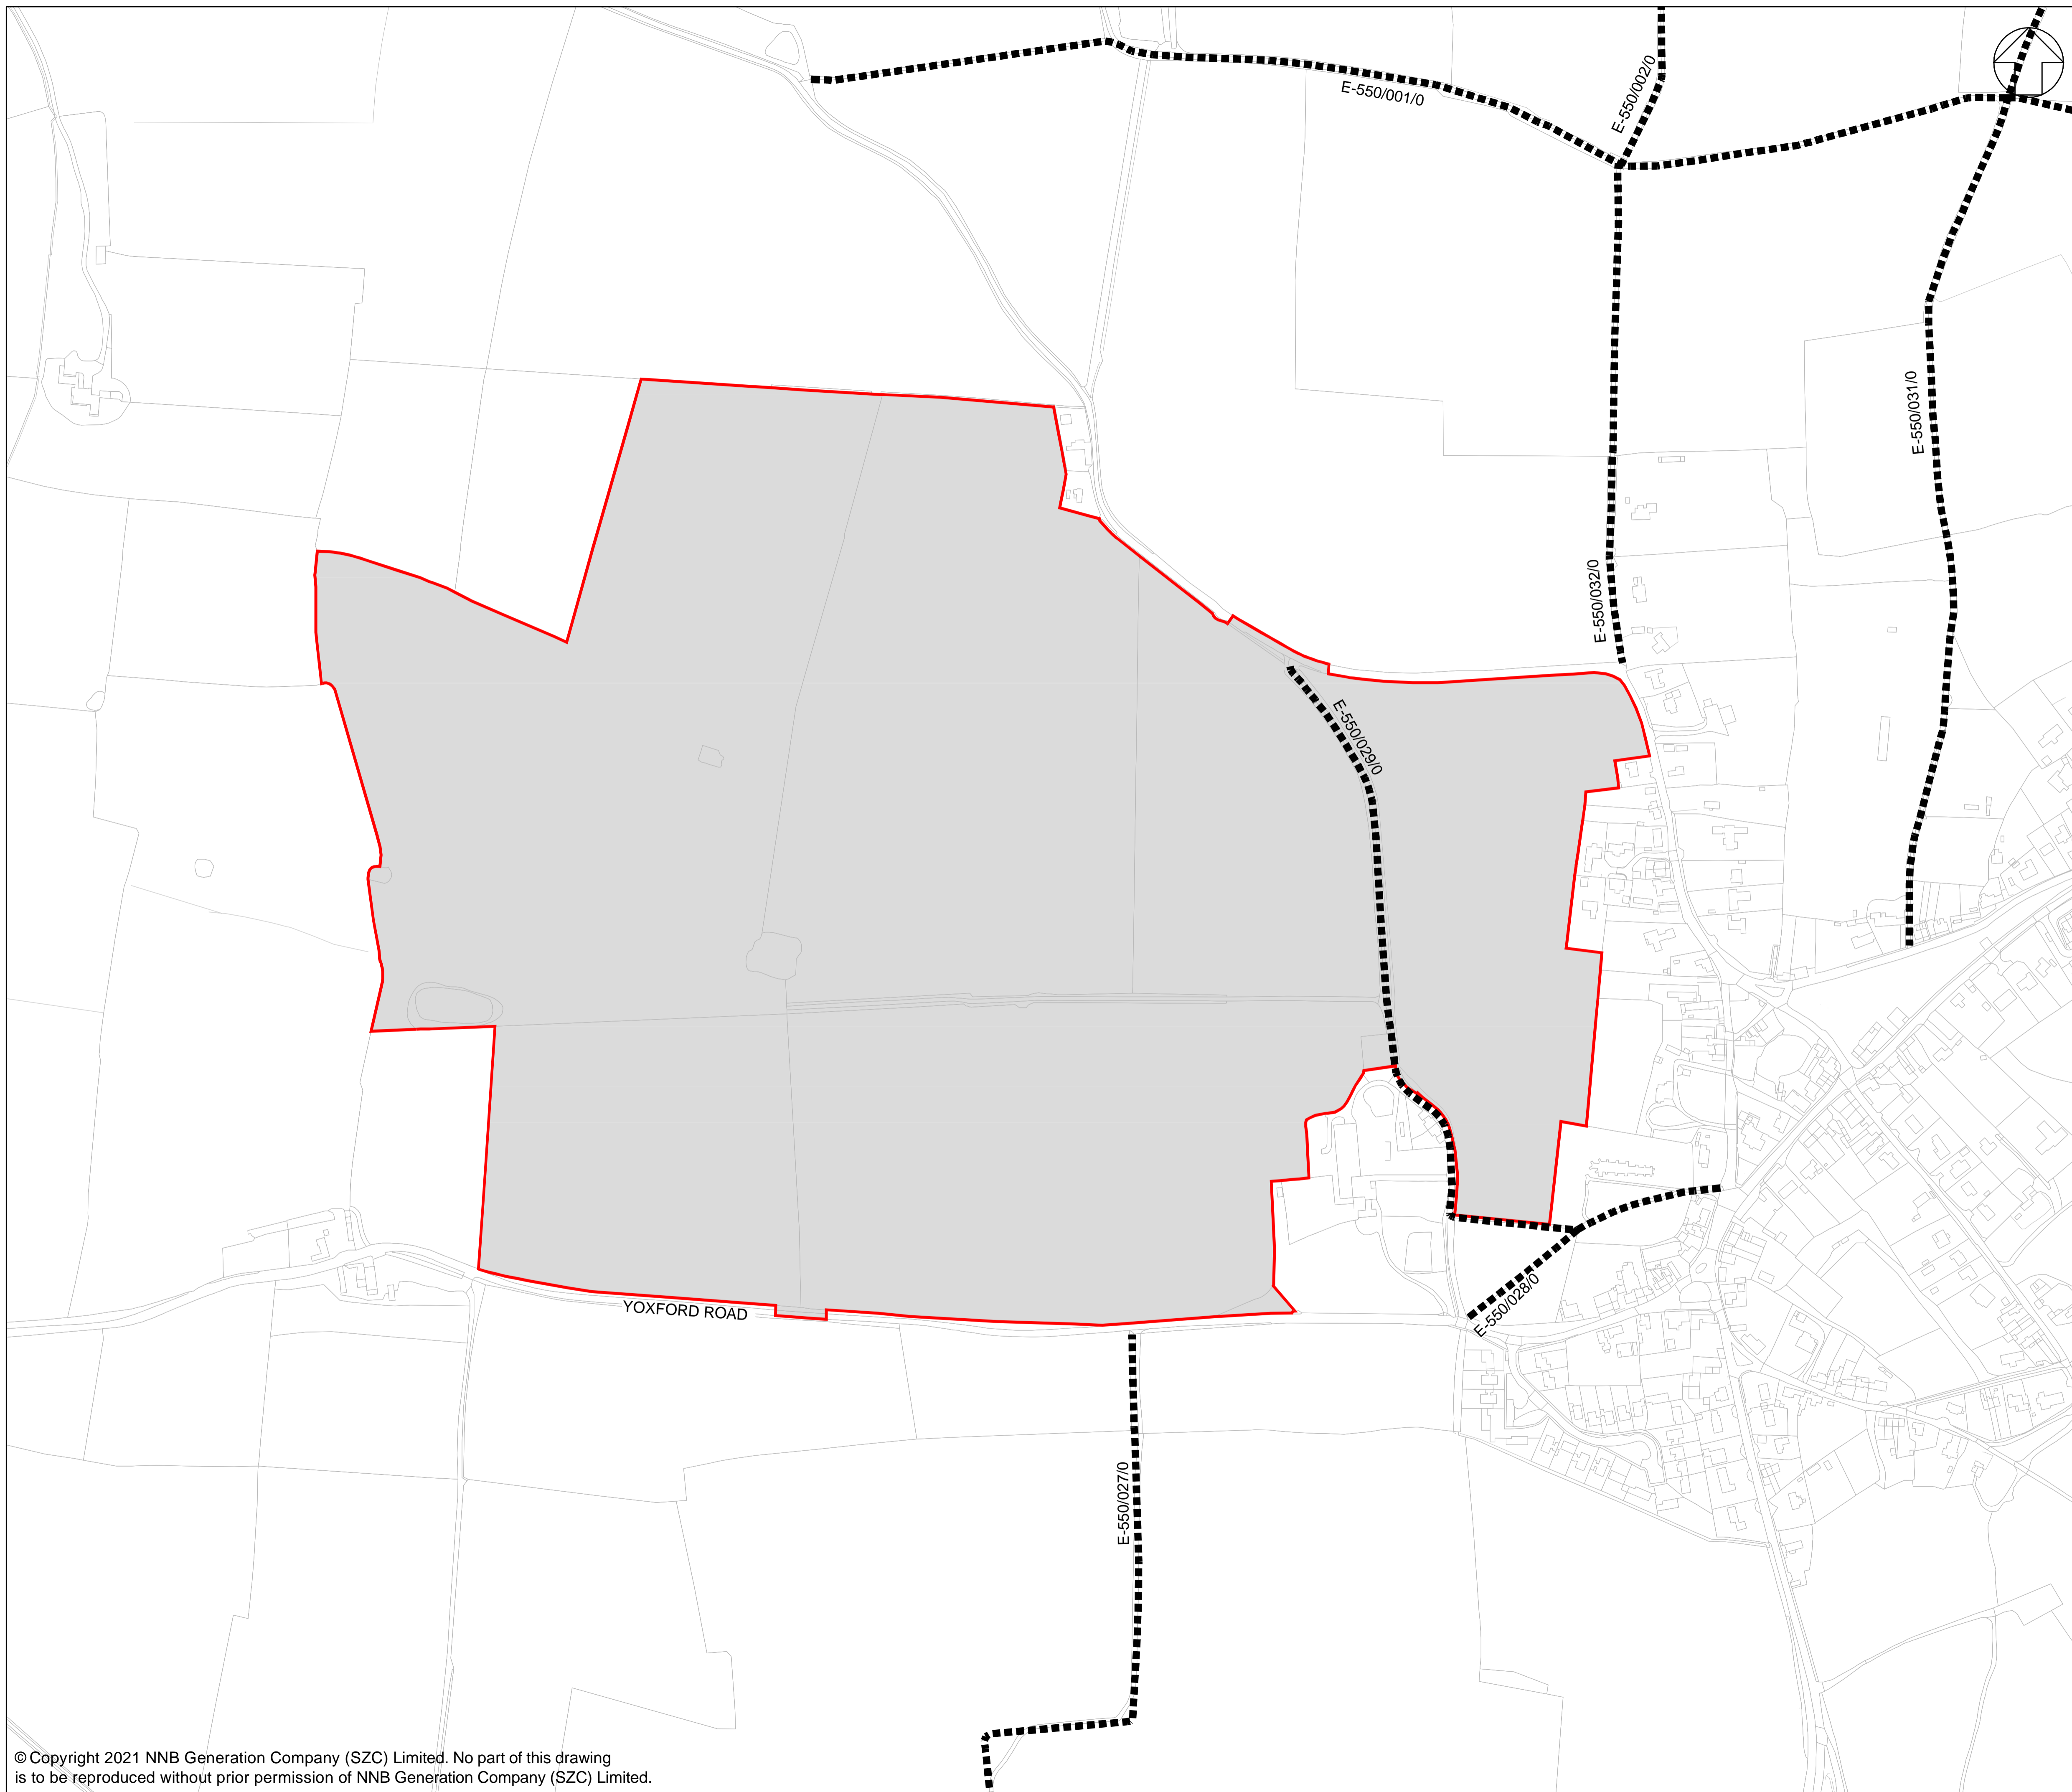 E-550/001/0
E-550/002/0
E-550/031/0
E-550/032/0
E-550/029/0
E-550/028/0
YOXFORD ROAD
E-550/027/0
© Copyright 2021 NNB Generation Company (SZC) Limited. No part of this drawing
is to be reproduced without prior permission of NNB Generation Company (SZC) Limited.